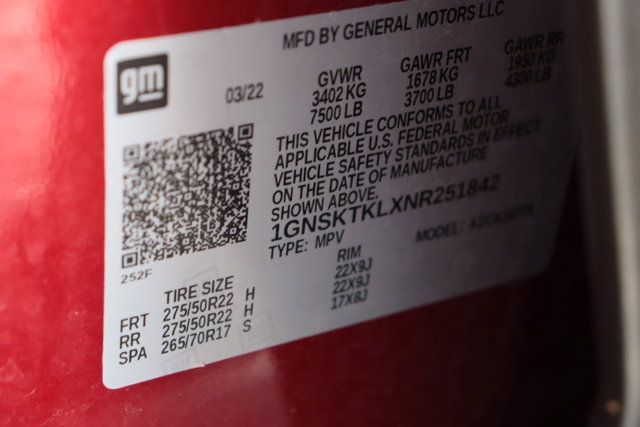 MFD BY GENERAL MOTORS LLC
gm
03/22
GVWR GAWR FRT GAWR RR
3402 KG 1678 KG 1950 KG
7500 LB 3700 LB 4300 LB
THIS VEHICLE CONFORMS TO ALL
APPLICABLE U.S. FEDERAL MOTOR
VEHICLE SAFETY STANDARDS IN EFFECT
ON THE DATE OF MANUFACTURE
SHOWN ABOVE.
1GNSKTKLXNR251842
TYPE: MPV MODEL:
252F
TIRE SIZE RIM
FRT 275/50R22 H 22X9J
RR 275/50R22 H 22X9J
SPA 265/70R17 S 17X8J